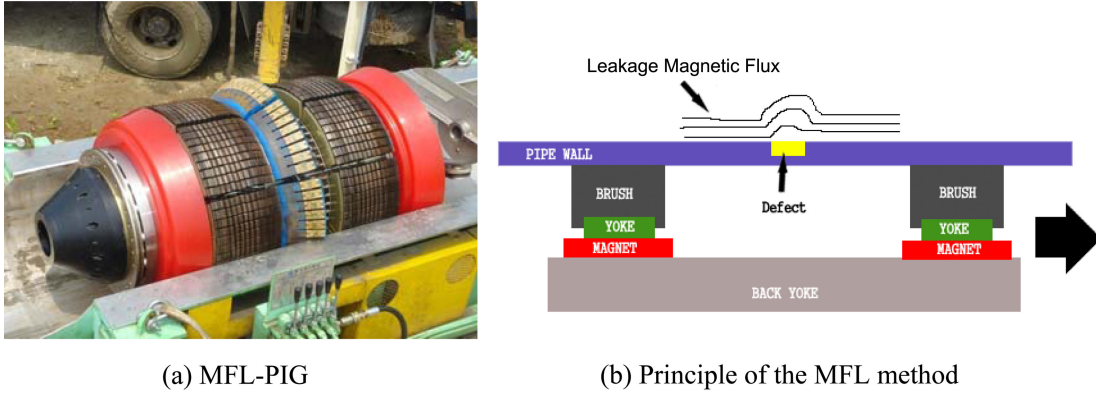 Leakage Magnetic Flux
PIPE WALL
BRUSH
Defect
BRUSH
YOKE
YOKE
MAGNET
MAGNET
BACK YOKE
(a) MFL-PIG
(b) Principle of the MFL method